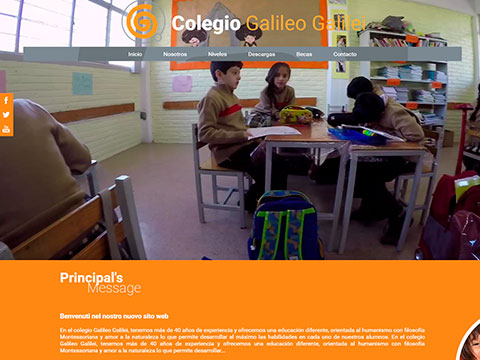 Colegio Galileo Galilei
Inicio Nosotros Niveles Descargas Becas Contacto
Principal's
Message
Benvenuti nel nostro nuovo sito web
En el colegio Galileo Galilei, tenemos más de 40 años de experiencia y ofrecemos una educación diferente, orientada al humanismo con filosofía
Montessoriana y amor a la naturaleza lo que permite desarrollar al máximo las habilidades en cada uno de nuestros alumnos. En el colegio
Galileo Galilei, tenemos más de 40 años de experiencia y ofrecemos una educación diferente, orientada al humanismo con filosofía
Montessoriana y amor a la naturaleza lo que permite desarrollar...